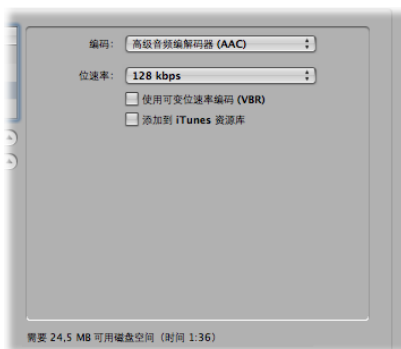 编码: 高级音频编解码器 (AAC)
位速率: 128 kbps
使用可变位速率编码 (VBR)
添加到 iTunes 资源库
需要 24,5 MB 可用磁盘空间（时间 1:36）